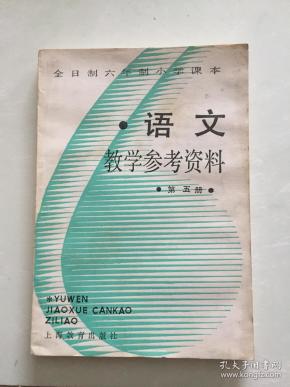 全日制六年制小学课本
·语文
教学参考资料
·第五册·
*YUWEN
JIAOXUE CANKAO
ZILIAO
上海教育出版社
孔夫子旧书网